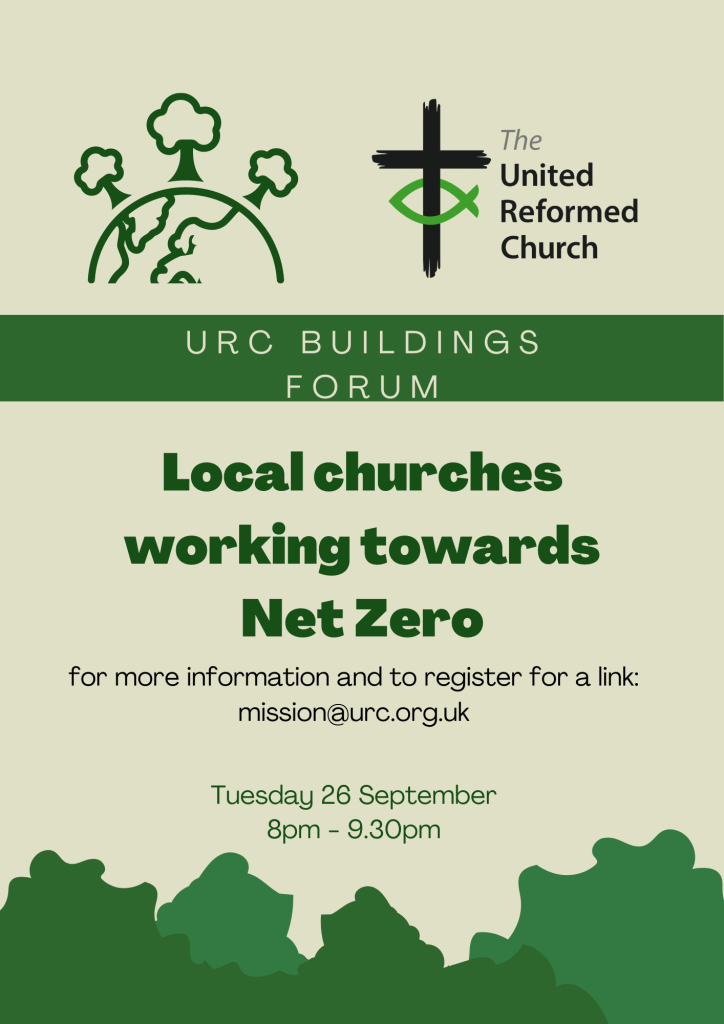 The
United
Reformed
Church
URC BUILDINGS
FORUM
Local churches
working towards
Net Zero
for more information and to register for a link:
mission@urc.org.uk
Tuesday 26 September
8pm - 9.30pm